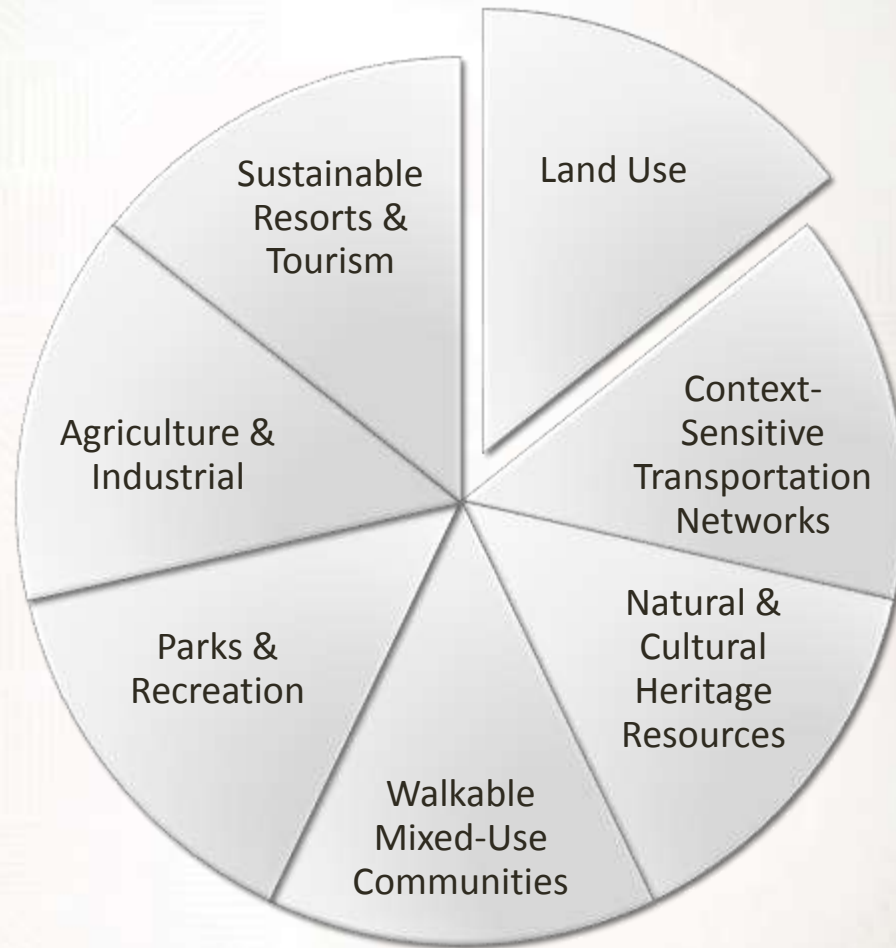 Land Use
Context-
Sensitive
Transportation
Networks
Natural &
Cultural
Heritage
Resources
Walkable
Mixed-Use
Communities
Parks &
Recreation
Agriculture &
Industrial
Sustainable
Resorts &
Tourism